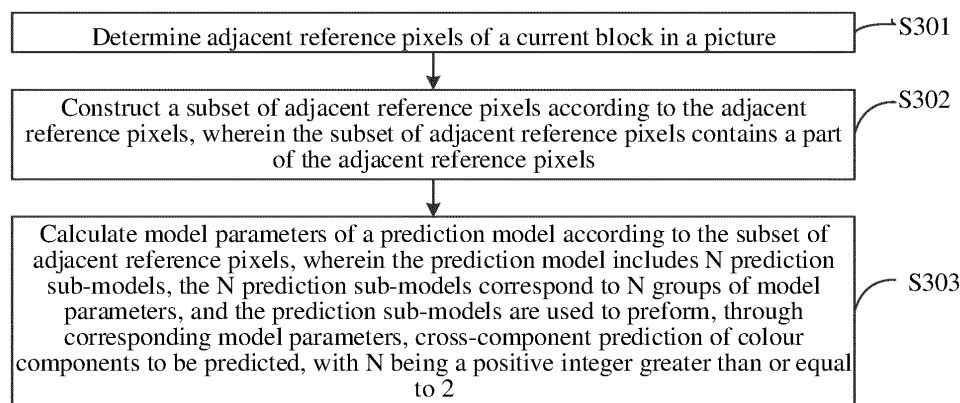 Determine adjacent reference pixels of a current block in a picture
S301
Construct a subset of adjacent reference pixels according to the adjacent
reference pixels, wherein the subset of adjacent reference pixels contains a part
of the adjacent reference pixels
S302
Calculate model parameters of a prediction model according to the subset of
adjacent reference pixels, wherein the prediction model includes N prediction
sub-models, the N prediction sub-models correspond to N groups of model
parameters, and the prediction sub-models are used to preform, through
corresponding model parameters, cross-component prediction of colour
components to be predicted, with N being a positive integer greater than or equal
to 2
S303